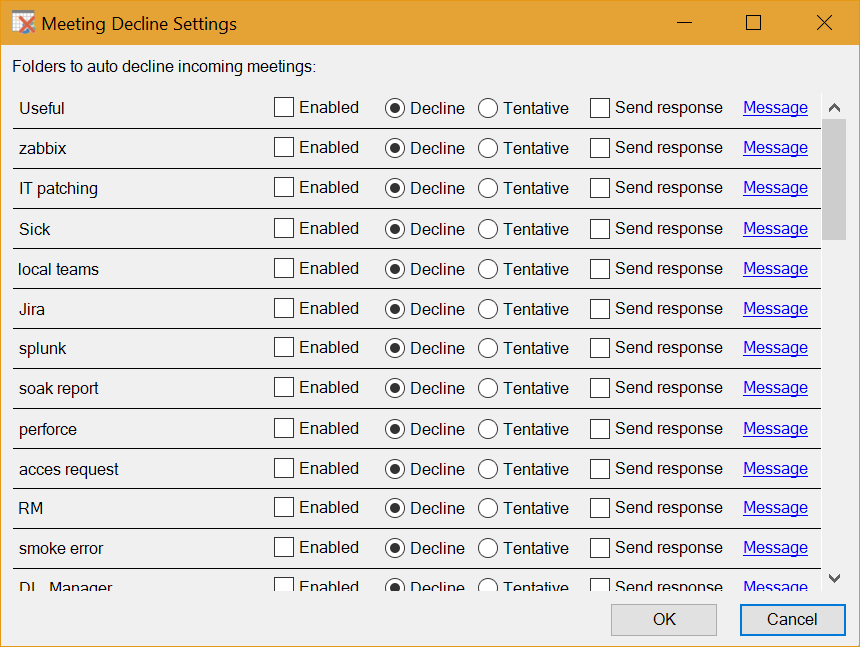 Meeting Decline Settings
Folders to auto decline incoming meetings:
Useful Enabled Decline Tentative Send response Message
zabbix Enabled Decline Tentative Send response Message
IT patching Enabled Decline Tentative Send response Message
Sick Enabled Decline Tentative Send response Message
local teams Enabled Decline Tentative Send response Message
Jira Enabled Decline Tentative Send response Message
splunk Enabled Decline Tentative Send response Message
soak report Enabled Decline Tentative Send response Message
perforce Enabled Decline Tentative Send response Message
acces request Enabled Decline Tentative Send response Message
RM Enabled Decline Tentative Send response Message
smoke error Enabled Decline Tentative Send response Message
Manager Enabled Decline Tentative Send response Message
OK Cancel